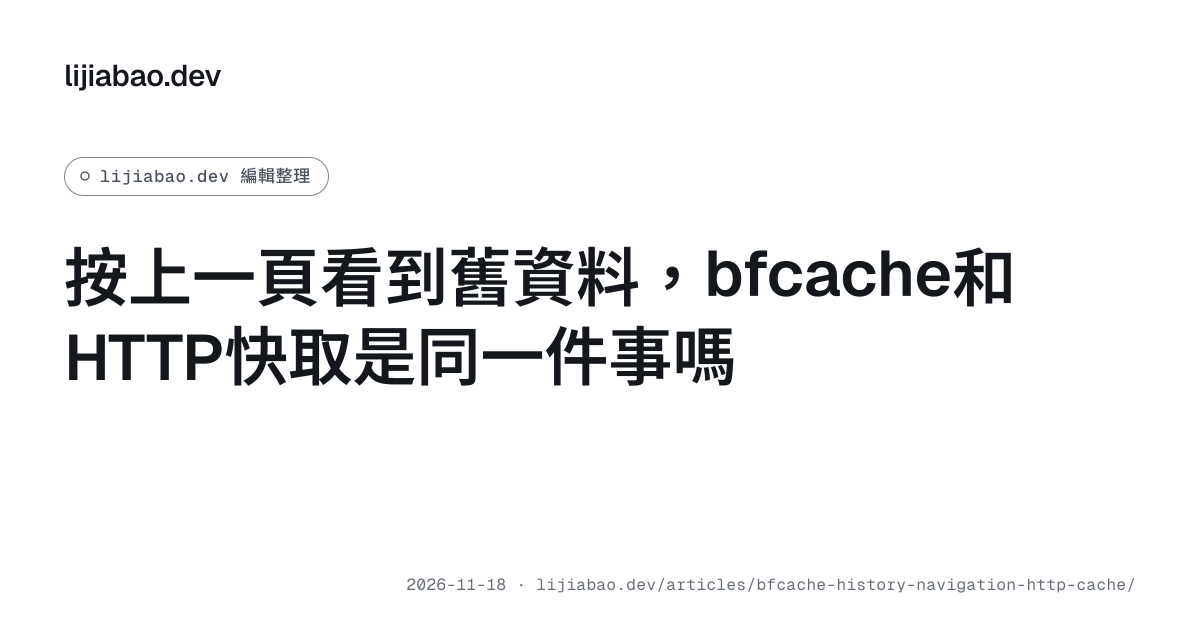 lijiabao.dev
lijiabao.dev 編輯整理
按上一頁看到舊資料，bfcache和
HTTP快取是同一件事嗎
2026-11-18 · lijiabao.dev/articles/bfcache-history-navigation-http-cache/